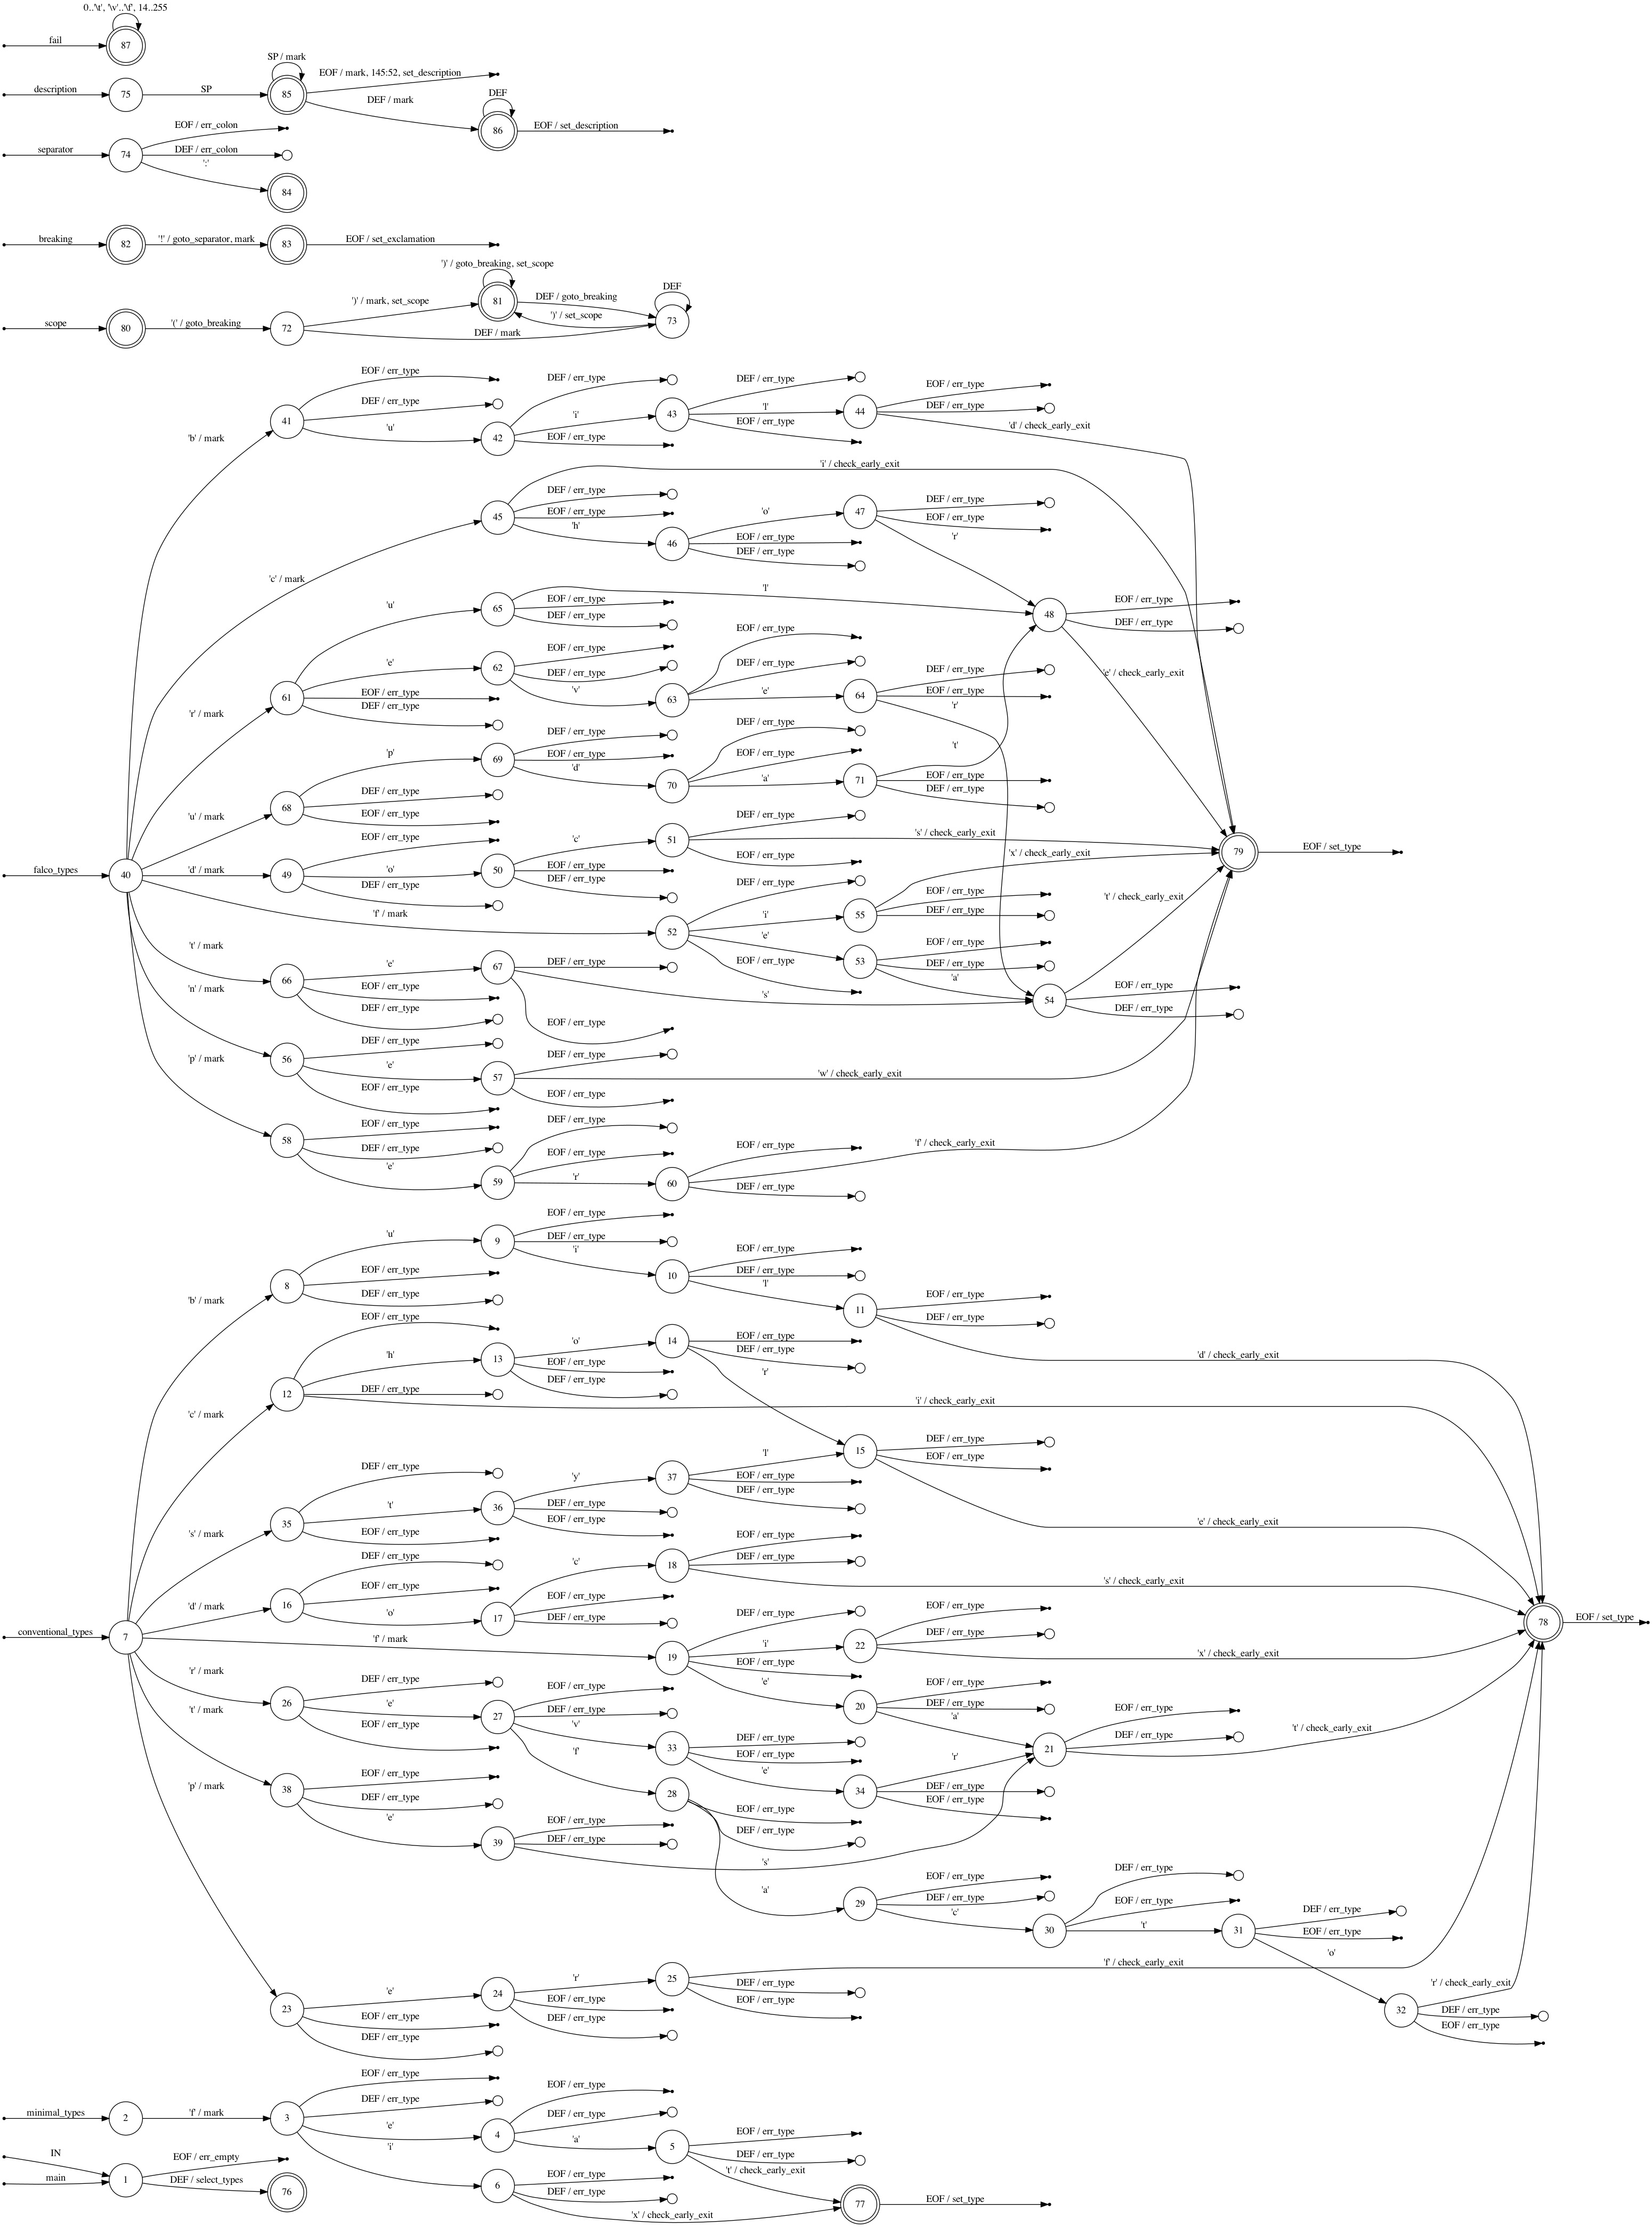 0..'\t', '\v'..'\f', 14..255
fail
87
SP / mark
description
75
SP
85
EOF / mark, 145:52, set_description
DEF / mark
DEF
86
EOF / set_description
separator
74
EOF / err_colon
DEF / err_colon
':'
84
breaking
82
'!' / goto_separator, mark
83
EOF / set_exclamation
scope
80
'(' / goto_breaking
72
')' / mark, set_scope
DEF / mark
')' / goto_breaking, set_scope
81
DEF / goto_breaking
')' / set_scope
DEF
73
falco_types
40
'b' / mark
41
EOF / err_type
DEF / err_type
'u'
42
DEF / err_type
'i'
EOF / err_type
43
DEF / err_type
'l'
EOF / err_type
44
EOF / err_type
DEF / err_type
'd' / check_early_exit
'c' / mark
45
'i' / check_early_exit
DEF / err_type
EOF / err_type
'h'
46
'o'
EOF / err_type
DEF / err_type
47
DEF / err_type
EOF / err_type
'r'
48
EOF / err_type
DEF / err_type
'e' / check_early_exit
'r' / mark
61
'u'
'e'
EOF / err_type
DEF / err_type
65
'l'
EOF / err_type
DEF / err_type
62
EOF / err_type
DEF / err_type
'v'
63
EOF / err_type
DEF / err_type
'e'
64
DEF / err_type
EOF / err_type
'r'
'u' / mark
68
'p'
DEF / err_type
EOF / err_type
69
DEF / err_type
EOF / err_type
'd'
70
DEF / err_type
EOF / err_type
'a'
71
't'
EOF / err_type
DEF / err_type
'd' / mark
49
EOF / err_type
'o'
DEF / err_type
50
'c'
EOF / err_type
DEF / err_type
51
DEF / err_type
's' / check_early_exit
EOF / err_type
79
EOF / set_type
'f' / mark
52
DEF / err_type
'i'
'e'
EOF / err_type
55
'x' / check_early_exit
EOF / err_type
DEF / err_type
53
EOF / err_type
DEF / err_type
'a'
54
't' / check_early_exit
EOF / err_type
DEF / err_type
't' / mark
66
'e'
EOF / err_type
DEF / err_type
67
DEF / err_type
's'
EOF / err_type
'n' / mark
56
DEF / err_type
'e'
EOF / err_type
57
DEF / err_type
'w' / check_early_exit
EOF / err_type
'p' / mark
58
EOF / err_type
DEF / err_type
'e'
59
DEF / err_type
EOF / err_type
'r'
60
EOF / err_type
'f' / check_early_exit
DEF / err_type
conventional_types
7
'b' / mark
8
'u'
EOF / err_type
DEF / err_type
9
EOF / err_type
DEF / err_type
'i'
10
EOF / err_type
DEF / err_type
'l'
11
EOF / err_type
DEF / err_type
'd' / check_early_exit
'c' / mark
12
EOF / err_type
'h'
DEF / err_type
'i' / check_early_exit
13
'o'
EOF / err_type
DEF / err_type
14
EOF / err_type
DEF / err_type
'r'
15
DEF / err_type
EOF / err_type
'e' / check_early_exit
's' / mark
35
DEF / err_type
't'
EOF / err_type
36
'y'
DEF / err_type
EOF / err_type
37
'l'
EOF / err_type
DEF / err_type
'd' / mark
16
DEF / err_type
EOF / err_type
'o'
17
'c'
EOF / err_type
DEF / err_type
18
EOF / err_type
DEF / err_type
's' / check_early_exit
78
EOF / set_type
'f' / mark
19
DEF / err_type
'i'
EOF / err_type
'e'
22
EOF / err_type
DEF / err_type
'x' / check_early_exit
20
EOF / err_type
DEF / err_type
'a'
21
EOF / err_type
DEF / err_type
't' / check_early_exit
'r' / mark
26
DEF / err_type
'e'
EOF / err_type
27
EOF / err_type
DEF / err_type
'v'
'f'
33
DEF / err_type
EOF / err_type
'e'
34
'r'
DEF / err_type
EOF / err_type
28
EOF / err_type
DEF / err_type
'a'
29
EOF / err_type
DEF / err_type
'c'
30
DEF / err_type
EOF / err_type
't'
31
DEF / err_type
EOF / err_type
'o'
32
'r' / check_early_exit
DEF / err_type
EOF / err_type
't' / mark
38
EOF / err_type
DEF / err_type
'e'
39
EOF / err_type
DEF / err_type
's'
'p' / mark
23
'e'
EOF / err_type
DEF / err_type
24
'r'
EOF / err_type
DEF / err_type
25
'f' / check_early_exit
DEF / err_type
EOF / err_type
minimal_types
2
'f' / mark
3
EOF / err_type
DEF / err_type
'e'
'i'
4
EOF / err_type
DEF / err_type
'a'
5
EOF / err_type
DEF / err_type
't' / check_early_exit
6
EOF / err_type
DEF / err_type
'x' / check_early_exit
77
EOF / set_type
IN
main
1
EOF / err_empty
DEF / select_types
76